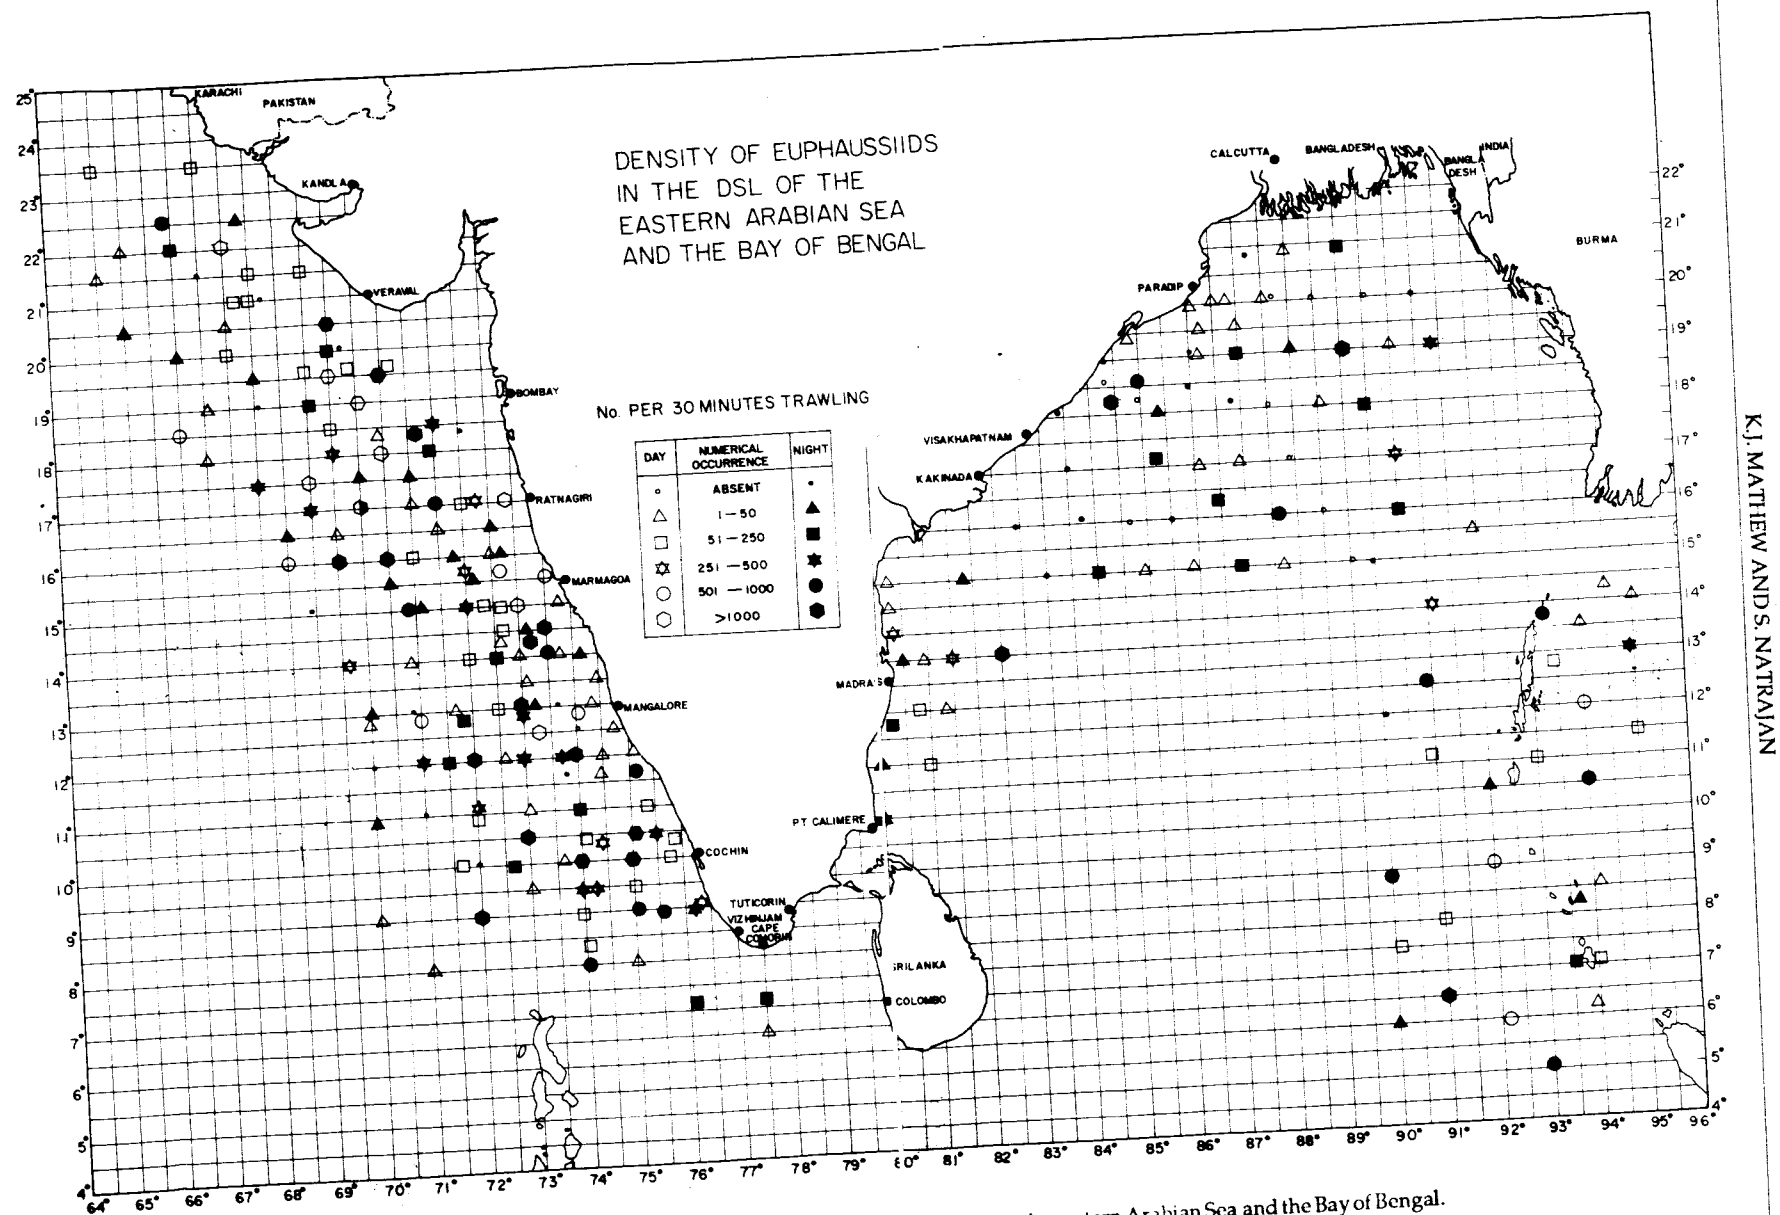 KARACHI
PAKISTAN
KANDLA
VERAVAL
BOMBAY
RATNAGIRI
MARMAGOA
MANGALORE
COCHIN
TUTICORIN
VIZHINJAM
CAPE
COMORIN
DENSITY OF EUPHAUSSIIDS
IN THE DSL OF THE
EASTERN ARABIAN SEA
AND THE BAY OF BENGAL
No. PER 30 MINUTES TRAWLING
DAY NUMERICAL OCCURRENCE NIGHT
ABSENT
1—50
51—250
251—500
501—1000
>1000
CALCUTTA
BANGLADESH
BANGLA
DESH
INDIA
BURMA
PARADIP
VISAKHAPATNAM
KAKINADA
MADRAS
PT CALIMERE
SRILANKA
COLOMBO
25°
24°
23°
22°
21°
20°
19°
18°
17°
16°
15°
14°
13°
12°
11°
10°
9°
8°
7°
6°
5°
4°
22°
21°
20°
19°
18°
17°
16°
15°
14°
13°
12°
11°
10°
9°
8°
7°
6°
5°
4°
64° 65° 66° 67° 68° 69° 70° 71° 72° 73° 74° 75° 76° 77° 78° 79° 80° 81° 82° 83° 84° 85° 86° 87° 88° 89° 90° 91° 92° 93° 94° 95° 96°
Arabian Sea and the Bay of Bengal.
K.J. MATHEW AND S. NATRAJAN